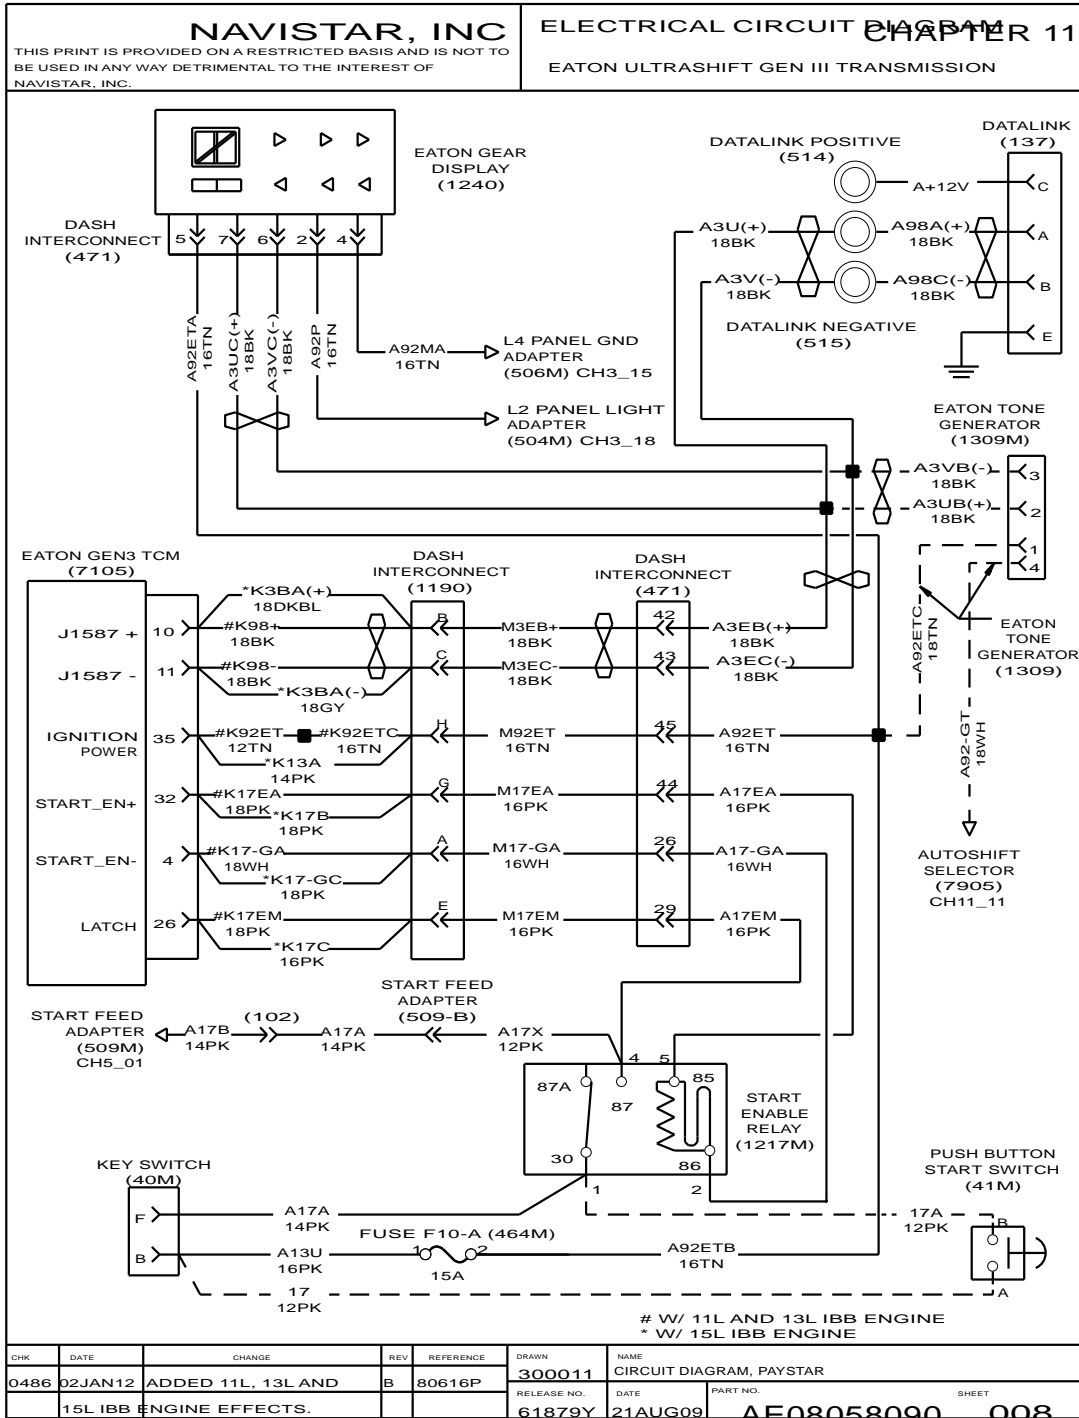 NAVISTAR, INC
THIS PRINT IS PROVIDED ON A RESTRICTED BASIS AND IS NOT TO
BE USED IN ANY WAY DETRIMENTAL TO THE INTEREST OF
NAVISTAR, INC.
ELECTRICAL CIRCUIT DIAGRAM
CHAPTER 11
EATON ULTRASHIFT GEN III TRANSMISSION
EATON GEAR
DISPLAY
(1240)
DASH
INTERCONNECT
(471)
5 7 6 2 4
A92ETA
16TN
A3UC(+)
18BK
A3VC(-)
18BK
A92P
16TN
A92MA
16TN
L4 PANEL GND
ADAPTER
(506M) CH3_15
L2 PANEL LIGHT
ADAPTER
(504M) CH3_18
DATALINK POSITIVE
(514)
DATALINK
(137)
A+12V
C
A3U(+)
18BK
A98A(+)
18BK
A
A3V(-)
18BK
A98C(-)
18BK
B
DATALINK NEGATIVE
(515)
E
EATON TONE
GENERATOR
(1309M)
A3VB(-)
18BK
3
A3UB(+)
18BK
2
1
4
A92ETC
18TN
EATON
TONE
GENERATOR
(1309)
A92-GT
18WH
AUTOSHIFT
SELECTOR
(7905)
CH11_11
EATON GEN3 TCM
(7105)
DASH
INTERCONNECT
(1190)
DASH
INTERCONNECT
(471)
*K3BA(+)
18DKBL
J1587 +
10
#K98+
18BK
B
M3EB+
18BK
42
A3EB(+)
18BK
J1587 -
11
#K98-
18BK
C
M3EC-
18BK
43
A3EC(-)
18BK
*K3BA(-)
18GY
IGNITION
POWER
35
#K92ET
12TN
#K92ETC
16TN
H
M92ET
16TN
45
A92ET
16TN
*K13A
14PK
START_EN+
32
#K17EA
18PK
G
M17EA
16PK
44
A17EA
16PK
*K17B
18PK
START_EN-
4
#K17-GA
18WH
A
M17-GA
16WH
26
A17-GA
16WH
*K17-GC
18PK
LATCH
26
#K17EM
18PK
E
M17EM
16PK
29
A17EM
16PK
*K17C
16PK
START FEED
ADAPTER
(509M)
CH5_01
A17B
14PK
(102)
A17A
14PK
START FEED
ADAPTER
(509-B)
A17X
12PK
4
5
87A
87
85
30
86
1
2
START
ENABLE
RELAY
(1217M)
KEY SWITCH
(40M)
F
A17A
14PK
B
A13U
16PK
FUSE F10-A (464M)
1
2
15A
A92ETB
16TN
17
12PK
PUSH BUTTON
START SWITCH
(41M)
17A
12PK
B
A
# W/ 11L AND 13L IBB ENGINE
* W/ 15L IBB ENGINE
CHK DATE CHANGE REV REFERENCE
0486 02JAN12 ADDED 11L, 13L AND B 80616P
15L IBB ENGINE EFFECTS.
DRAWN
300011
NAME
CIRCUIT DIAGRAM, PAYSTAR
RELEASE NO.
61879Y
DATE
21AUG09
PART NO.
AE08058090
SHEET
008